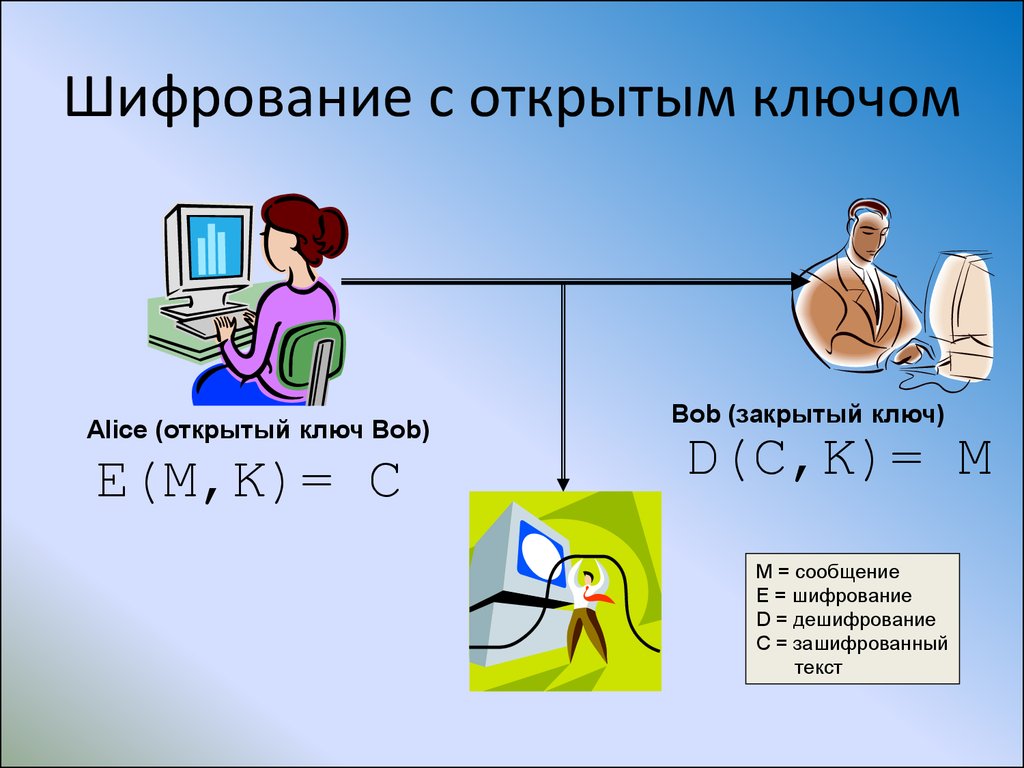 Шифрование с открытым ключом
Alice (открытый ключ Bob)
E(M,K)= C
Bob (закрытый ключ)
D(C,K)= M
M = сообщение
E = шифрование
D = дешифрование
C = зашифрованный
текст